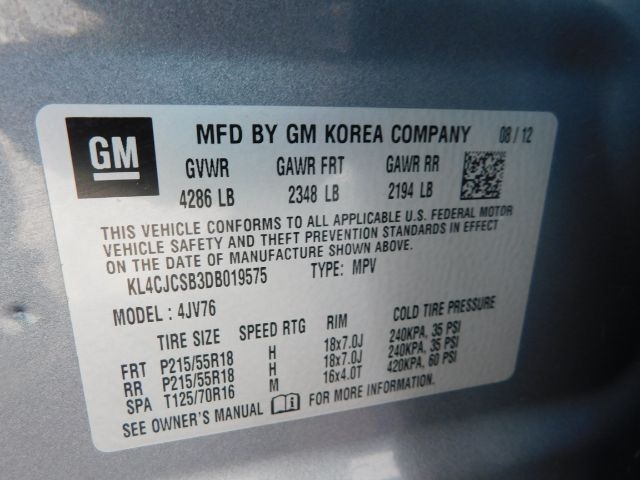 GM MFD BY GM KOREA COMPANY 08/12
GVWR GAWR FRT GAWR RR
4286 LB 2348 LB 2194 LB
THIS VEHICLE CONFORMS TO ALL APPLICABLE U.S. FEDERAL MOTOR
VEHICLE SAFETY AND THEFT PREVENTION STANDARDS IN EFFECT
ON THE DATE OF MANUFACTURE SHOWN ABOVE.
KL4CJCSB3DB019575 TYPE: MPV
MODEL: 4JV76
TIRE SIZE SPEED RTG RIM COLD TIRE PRESSURE
FRT P215/55R18 H 18x7.0J 240KPA, 35 PSI
RR P215/55R18 H 18x7.0J 240KPA, 35 PSI
SPA T125/70R16 M 16x4.0T 420KPA, 60 PSI
SEE OWNER'S MANUAL FOR MORE INFORMATION.